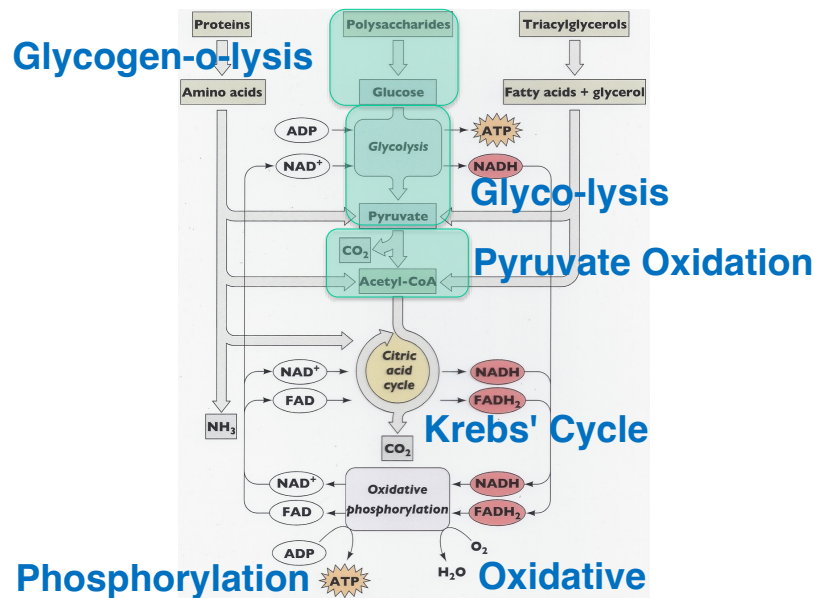 Proteins
Polysaccharides
Triacylglycerols
Glycogen-o-lysis
Amino acids
Glucose
Fatty acids + glycerol
ADP
ATP
Glycolysis
NAD⁺
NADH
Glyco-lysis
Pyruvate
CO₂
Pyruvate Oxidation
Acetyl-CoA
Citric
acid
cycle
NAD⁺
NADH
FAD
FADH₂
NH₃
Krebs' Cycle
CO₂
NAD⁺
Oxidative
phosphorylation
NADH
FAD
FADH₂
ADP
O₂
ATP
H₂O
Phosphorylation
Oxidative